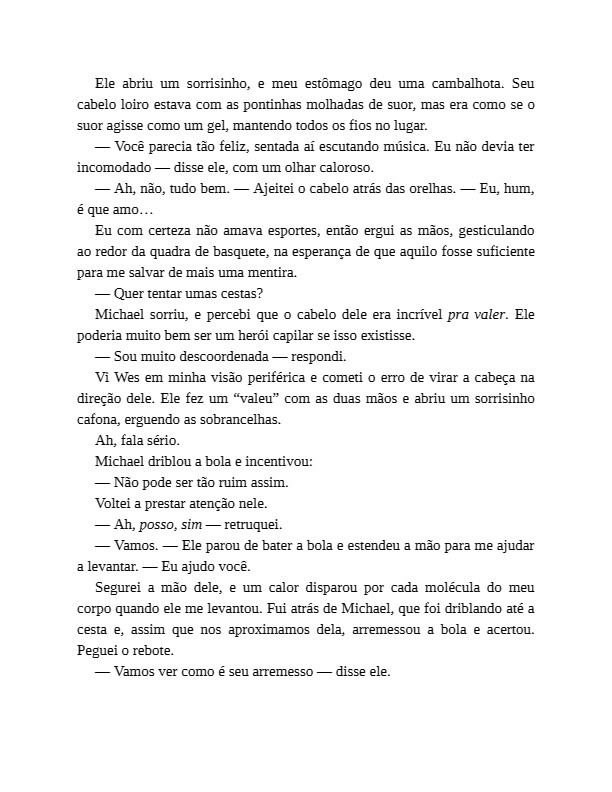 Ele abriu um sorrisinho, e meu estômago deu uma cambalhota. Seu
cabelo loiro estava com as pontinhas molhadas de suor, mas era como se o
suor agisse como um gel, mantendo todos os fios no lugar.
— Você parecia tão feliz, sentada aí escutando música. Eu não devia ter
incomodado — disse ele, com um olhar caloroso.
— Ah, não, tudo bem. — Ajeitei o cabelo atrás das orelhas. — Eu, hum,
é que amo…
Eu com certeza não amava esportes, então ergui as mãos, gesticulando
ao redor da quadra de basquete, na esperança de que aquilo fosse suficiente
para me salvar de mais uma mentira.
— Quer tentar umas cestas?
Michael sorriu, e percebi que o cabelo dele era incrível pra valer. Ele
poderia muito bem ser um herói capilar se isso existisse.
— Sou muito descoordenada — respondi.
Vi Wes em minha visão periférica e cometi o erro de virar a cabeça na
direção dele. Ele fez um “valeu” com as duas mãos e abriu um sorrisinho
cafona, erguendo as sobrancelhas.
Ah, fala sério.
Michael driblou a bola e incentivou:
— Não pode ser tão ruim assim.
Voltei a prestar atenção nele.
— Ah, posso, sim — retruquei.
— Vamos. — Ele parou de bater a bola e estendeu a mão para me ajudar
a levantar. — Eu ajudo você.
Segurei a mão dele, e um calor disparou por cada molécula do meu
corpo quando ele me levantou. Fui atrás de Michael, que foi driblando até a
cesta e, assim que nos aproximamos dela, arremessou a bola e acertou.
Peguei o rebote.
— Vamos ver como é seu arremesso — disse ele.